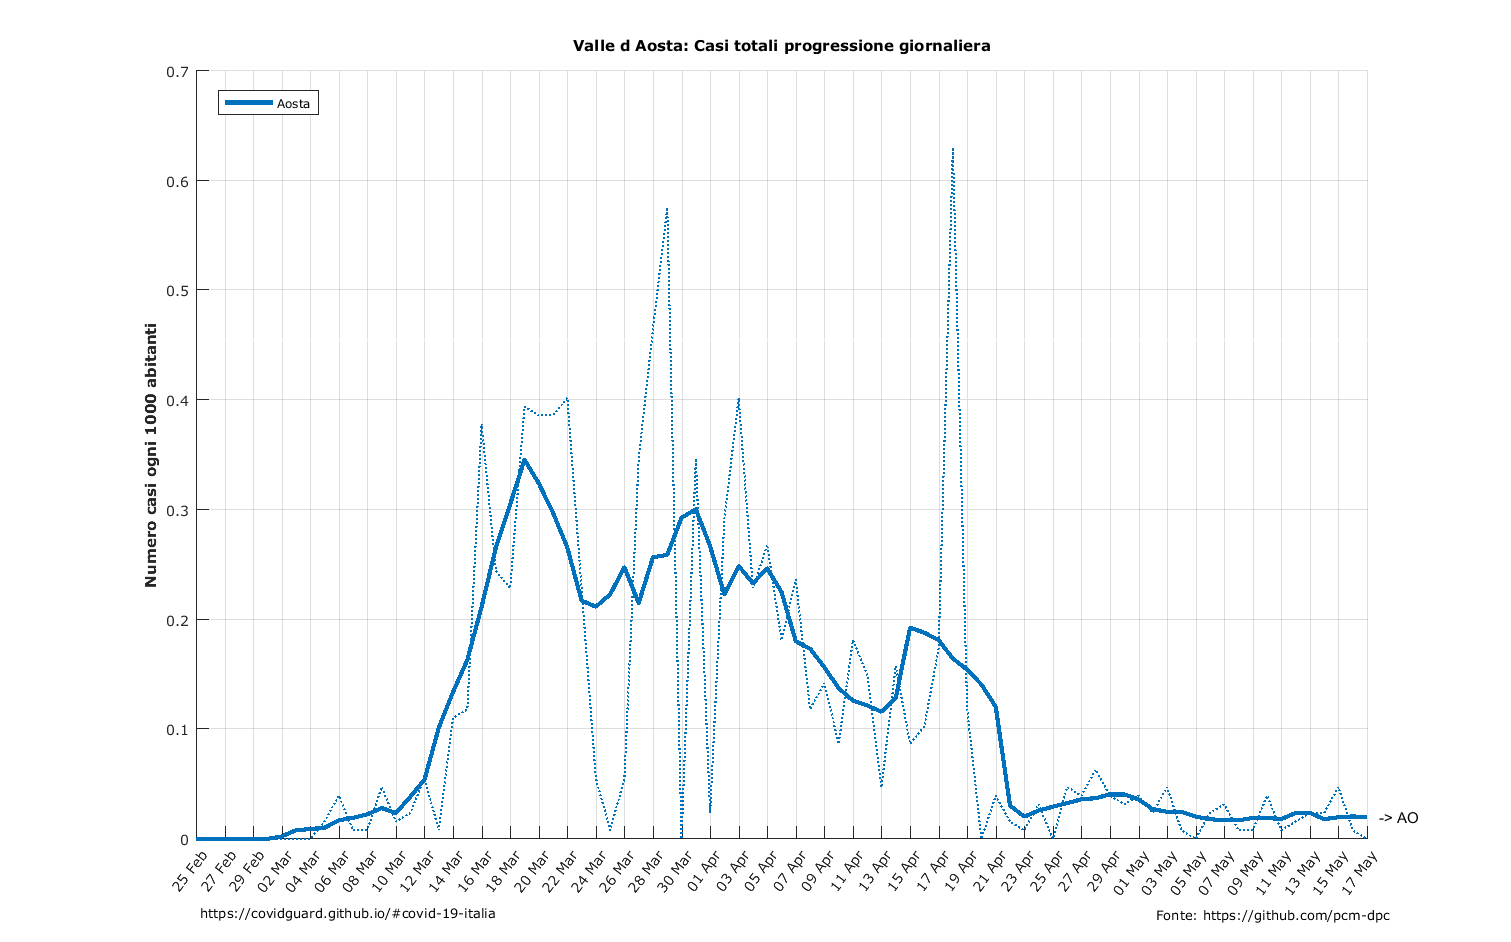 Valle d Aosta: Casi totali progressione giornaliera
Aosta
Numero casi ogni 1000 abitanti
0.7
0.6
0.5
0.4
0.3
0.2
0.1
0
-> AO
25 Feb
27 Feb
29 Feb
02 Mar
04 Mar
06 Mar
08 Mar
10 Mar
12 Mar
14 Mar
16 Mar
18 Mar
20 Mar
22 Mar
24 Mar
26 Mar
28 Mar
30 Mar
01 Apr
03 Apr
05 Apr
07 Apr
09 Apr
11 Apr
13 Apr
15 Apr
17 Apr
19 Apr
21 Apr
23 Apr
25 Apr
27 Apr
29 Apr
01 May
03 May
05 May
07 May
09 May
11 May
13 May
15 May
17 May
https://covidguard.github.io/#covid-19-italia
Fonte: https://github.com/pcm-dpc